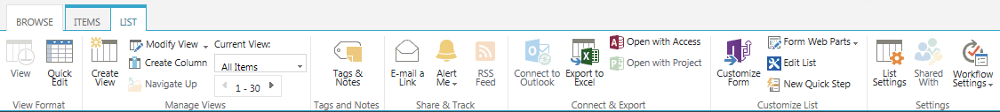 BROWSE ITEMS LIST
View
Quick
Edit
View Format
Create
View
Modify View
Create Column
Navigate Up
Current View:
All Items
1 - 30
Manage Views
Tags &
Notes
Tags and Notes
E-mail a
Link
Alert
Me
RSS
Feed
Share & Track
Connect to
Outlook
Export to
Excel
Open with Access
Open with Project
Connect & Export
Customize
Form
Form Web Parts
Edit List
New Quick Step
Customize List
List
Settings
Shared
With
Workflow
Settings
Settings